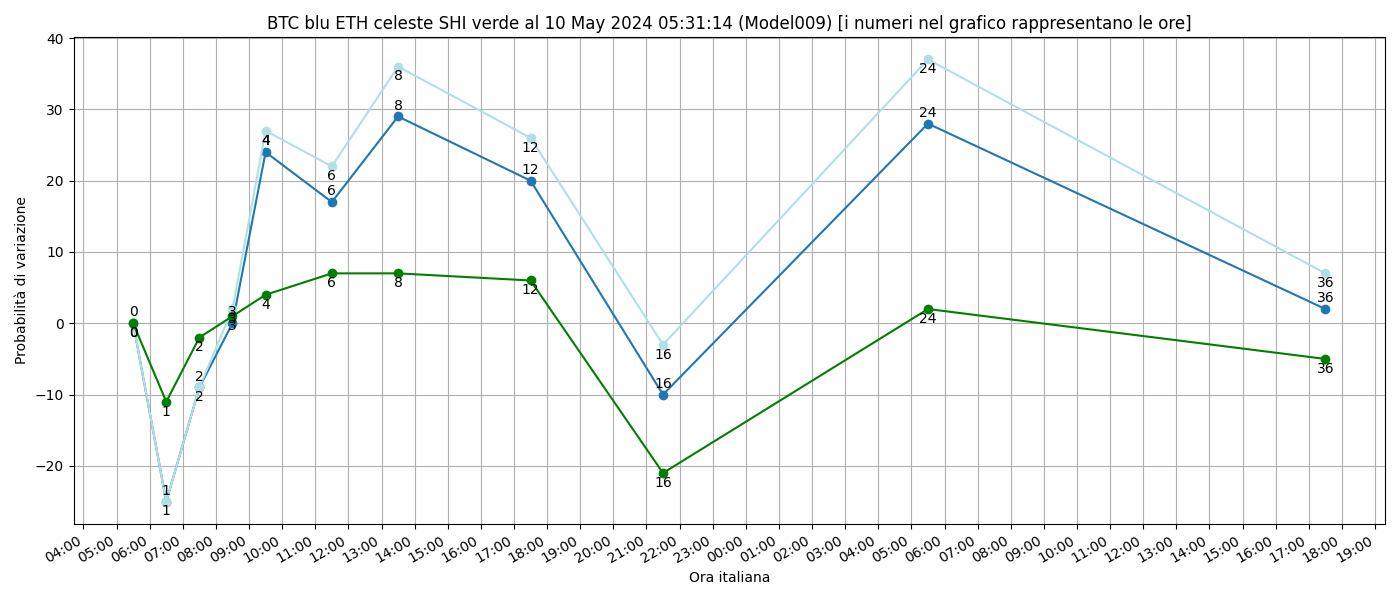 BTC blu ETH celeste SHI verde al 10 May 2024 05:31:14 (Model009) [i numeri nel grafico rappresentano le ore]
Probabilità di variazione
40
30
20
10
0
−10
−20
0 1 2 3 4 6 8 12 16 24 36
0 1 2 3 4 6 8 12 16 24 36
0 1 2 3 4 6 8 12 16 24 36
04:00 05:00 06:00 07:00 08:00 09:00 10:00 11:00 12:00 13:00 14:00 15:00 16:00 17:00 18:00 19:00 20:00 21:00 22:00 23:00 00:00 01:00 02:00 03:00 04:00 05:00 06:00 07:00 08:00 09:00 10:00 11:00 12:00 13:00 14:00 15:00 16:00 17:00 18:00 19:00
Ora italiana